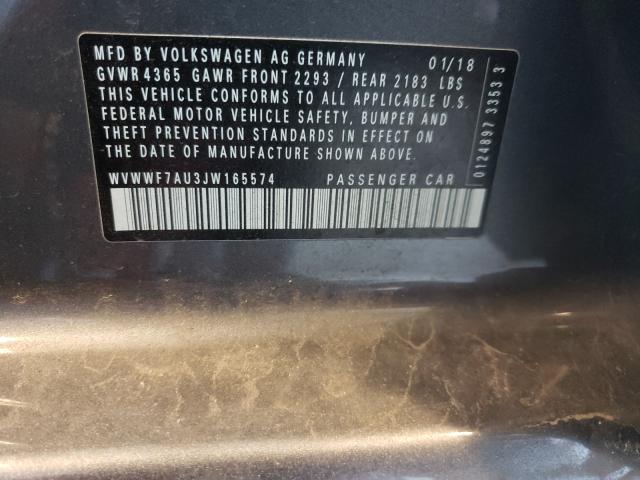 MFD BY VOLKSWAGEN AG GERMANY 01/18
GVWR 4365 GAWR FRONT 2293 / REAR 2183 LBS
THIS VEHICLE CONFORMS TO ALL APPLICABLE U.S.
FEDERAL MOTOR VEHICLE SAFETY, BUMPER AND
THEFT PREVENTION STANDARDS IN EFFECT ON
THE DATE OF MANUFACTURE SHOWN ABOVE.
WVWWF7AU3JW165574 PASSENGER CAR
0124897 3353 3